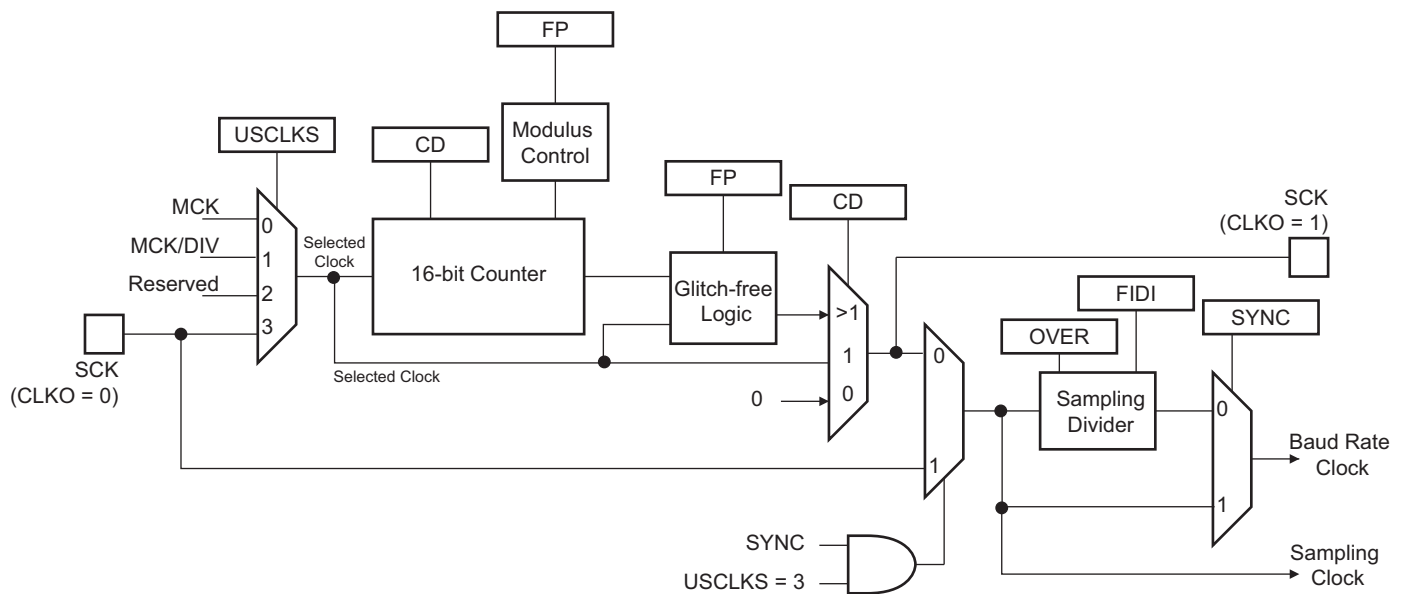 FP
USCLKS
CD
Modulus
Control
FP
CD
SCK
(CLKO = 1)
MCK
0
MCK/DIV
1
Reserved
2
3
Selected
Clock
16-bit Counter
Glitch-free
Logic
>1
1
0
0
Selected Clock
SCK
(CLKO = 0)
FIDI
OVER
SYNC
0
1
Sampling
Divider
0
1
Baud Rate
Clock
SYNC
USCLKS = 3
Sampling
Clock